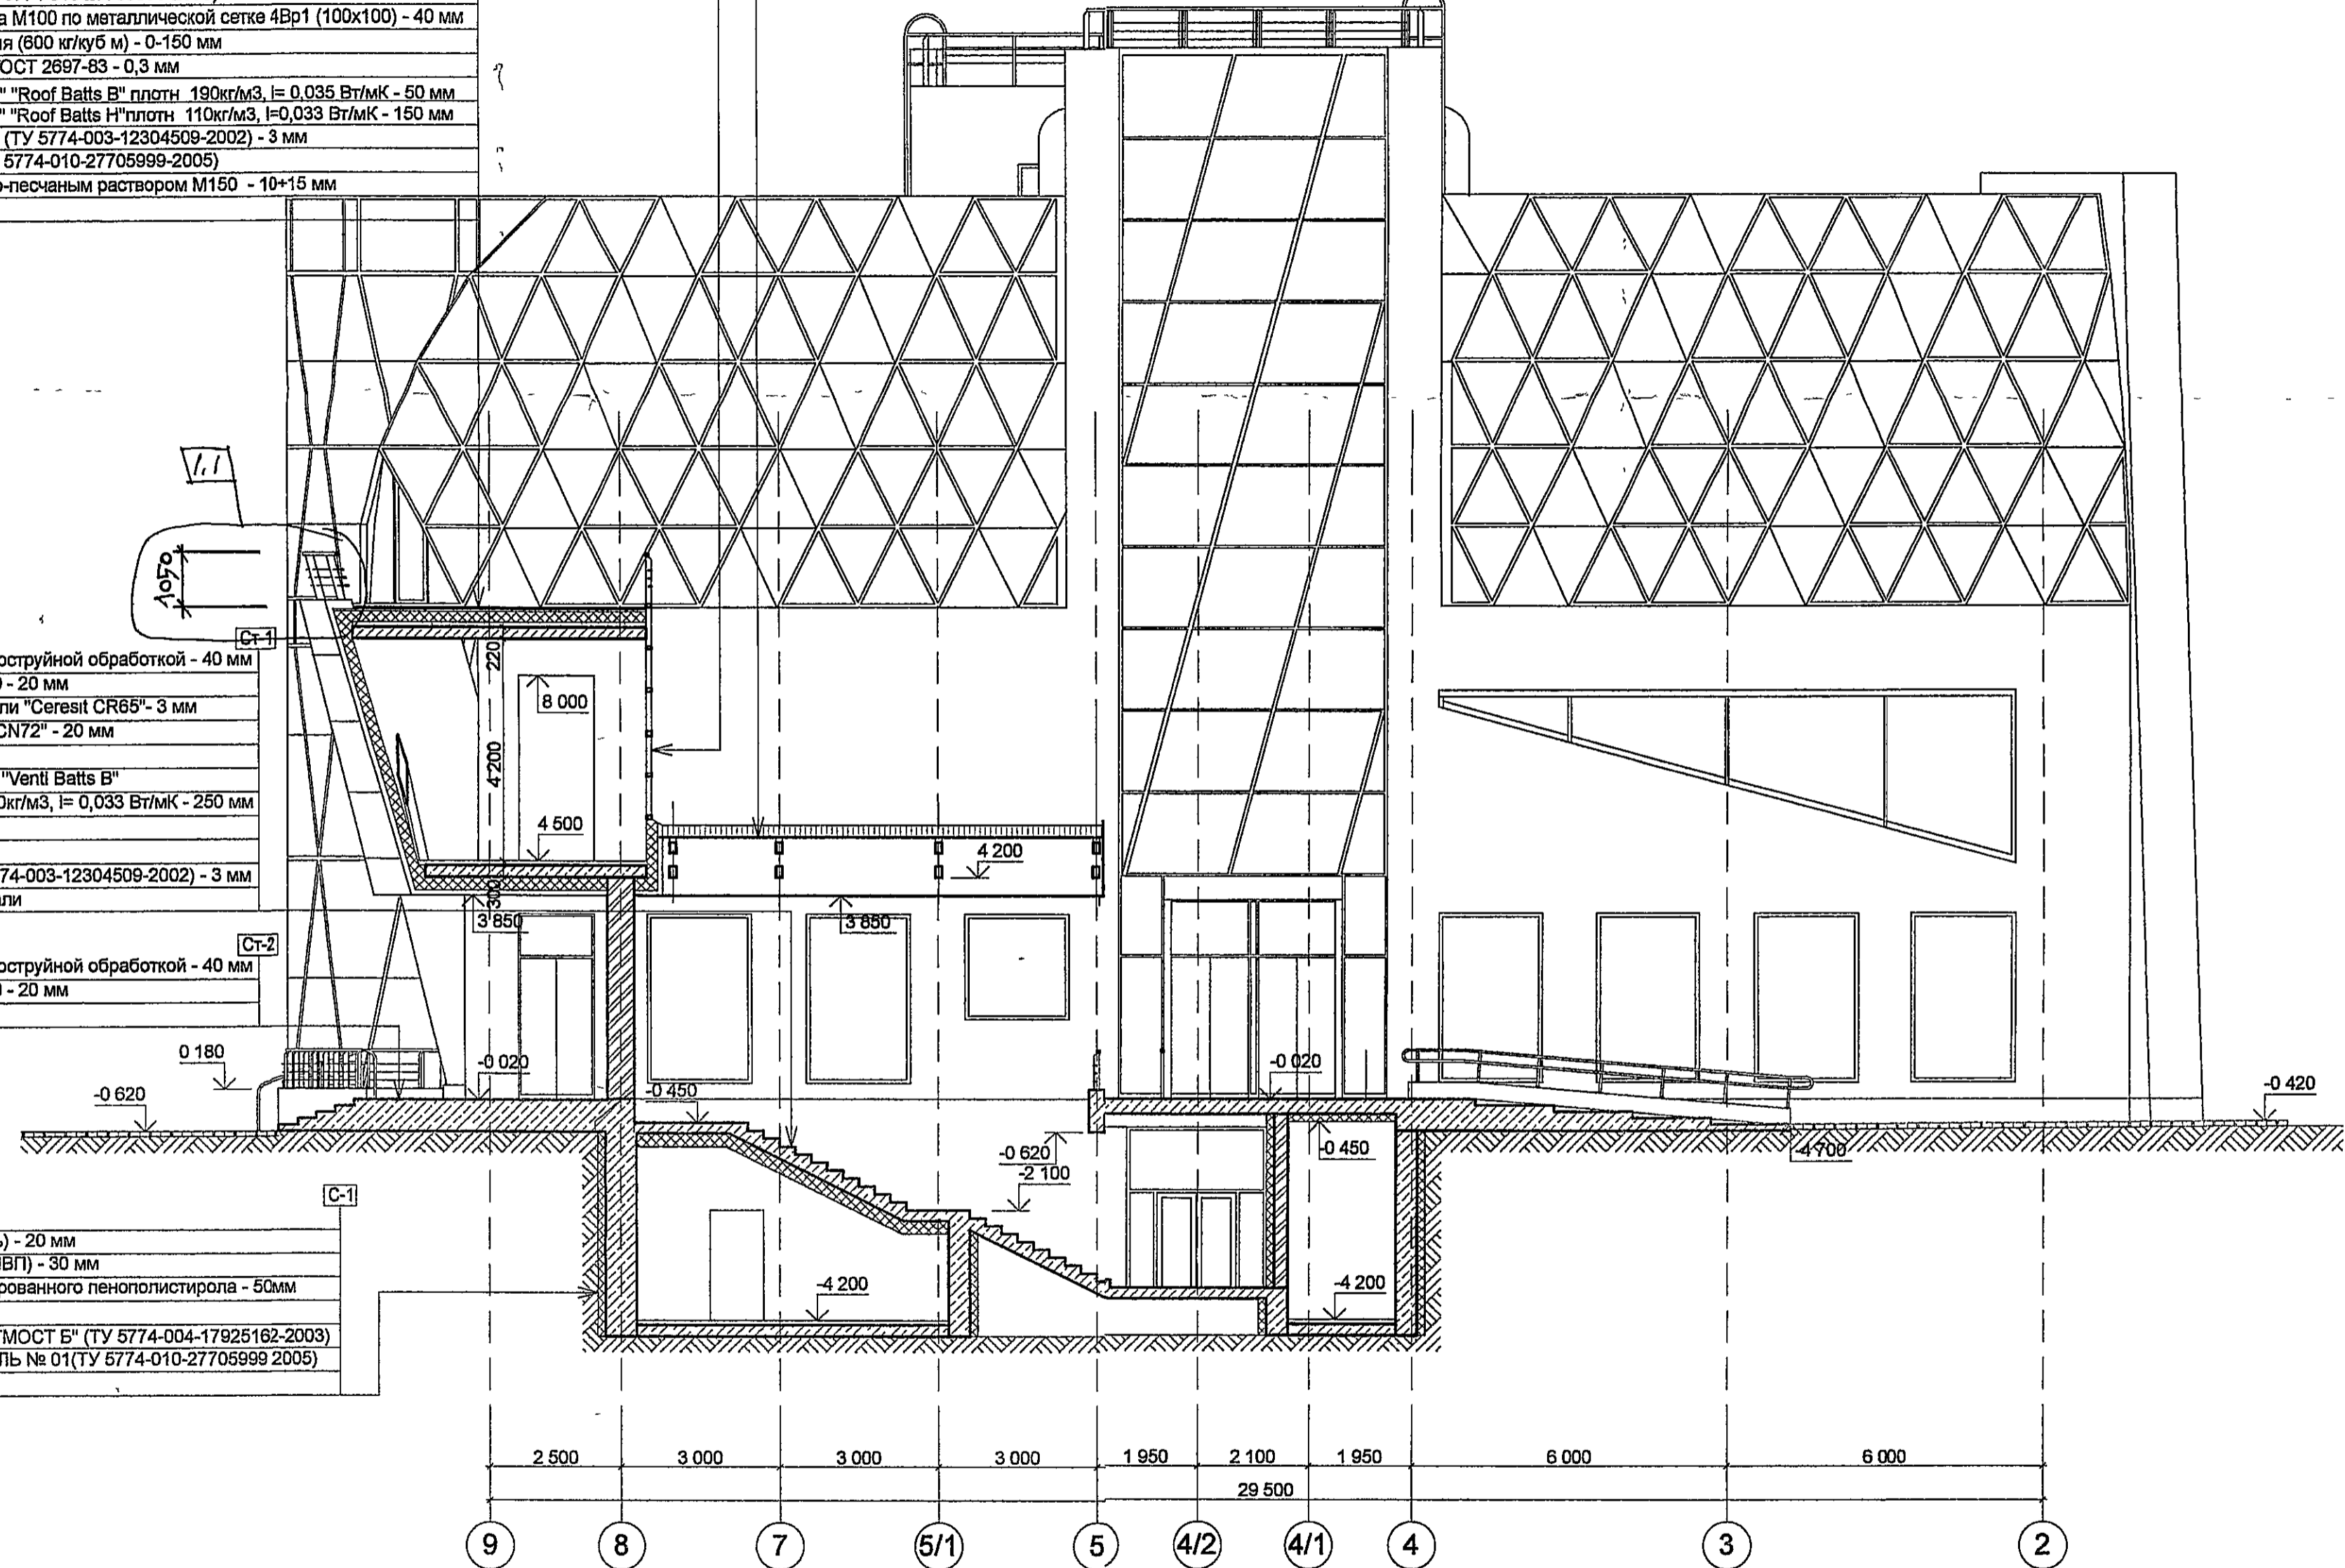 а М100 по металлической сетке 4Вр1 (100х100) - 40 мм
я (600 кг/куб м) - 0-150 мм
ОСТ 2697-83 - 0,3 мм
" "Roof Batts В" плотн 190кг/м3, l= 0,035 Вт/мК - 50 мм
" "Roof Batts Н"плотн 110кг/м3, l=0,033 Вт/мК - 150 мм
(ТУ 5774-003-12304509-2002) - 3 мм
5774-010-27705999-2005)
о-песчаным раствором М150 - 10+15 мм
1.1
1050
Ст-1
оструйной обработкой - 40 мм
- 20 мм
ли "Ceresit CR65"- 3 мм
CN72" - 20 мм
"Venti Batts В"
0кг/м3, l= 0,033 Вт/мК - 250 мм
74-003-12304509-2002) - 3 мм
али
Ст-2
оструйной обработкой - 40 мм
- 20 мм
220
8 000
4 200
4 500
300
3 850
4 200
3 850
0 180
-0 620
-0 020
-0 450
-0 020
-0 620
-2 100
-0 450
-4 700
-0 420
-4 200
-4 200
С-1
) - 20 мм
ВП) - 30 мм
рованного пенополистирола - 50мм
ТМОСТ Б" (ТУ 5774-004-17925162-2003)
ЛЬ № 01(ТУ 5774-010-27705999 2005)
2 500 3 000 3 000 3 000 1 950 2 100 1 950 6 000 6 000
29 500
9 8 7 5/1 5 4/2 4/1 4 3 2